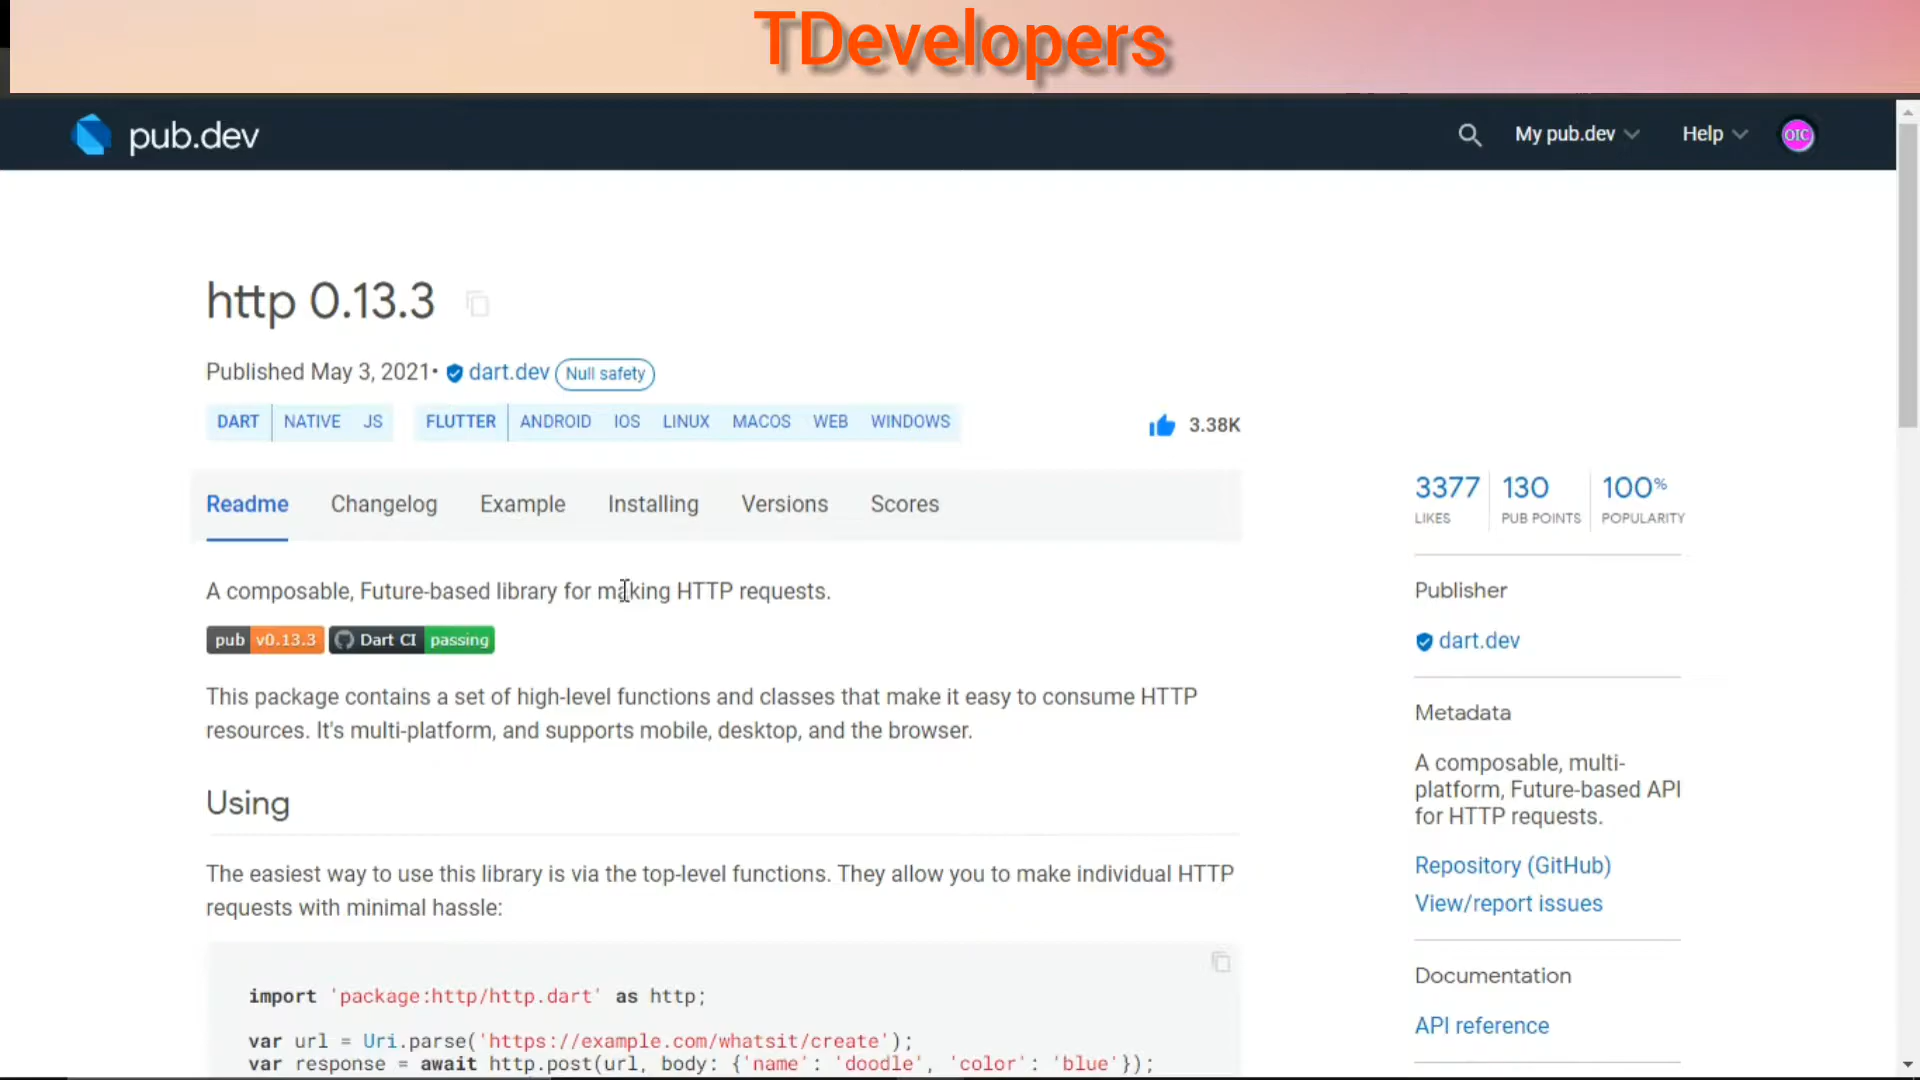 TDevelopers
pub.dev
My pub.dev
Help
OTC
http 0.13.3
Published May 3, 2021• dart.dev Null safety
DART NATIVE JS FLUTTER ANDROID IOS LINUX MACOS WEB WINDOWS
3.38K
Readme Changelog Example Installing Versions Scores
A composable, Future-based library for making HTTP requests.
pub v0.13.3 Dart CI passing
This package contains a set of high-level functions and classes that make it easy to consume HTTP
resources. It's multi-platform, and supports mobile, desktop, and the browser.
Using
The easiest way to use this library is via the top-level functions. They allow you to make individual HTTP
requests with minimal hassle:
import 'package:http/http.dart' as http;
var url = Uri.parse('https://example.com/whatsit/create');
var response = await http.post(url, body: {'name': 'doodle', 'color': 'blue'});
3377 130 100%
LIKES PUB POINTS POPULARITY
Publisher
dart.dev
Metadata
A composable, multi-
platform, Future-based API
for HTTP requests.
Repository (GitHub)
View/report issues
Documentation
API reference